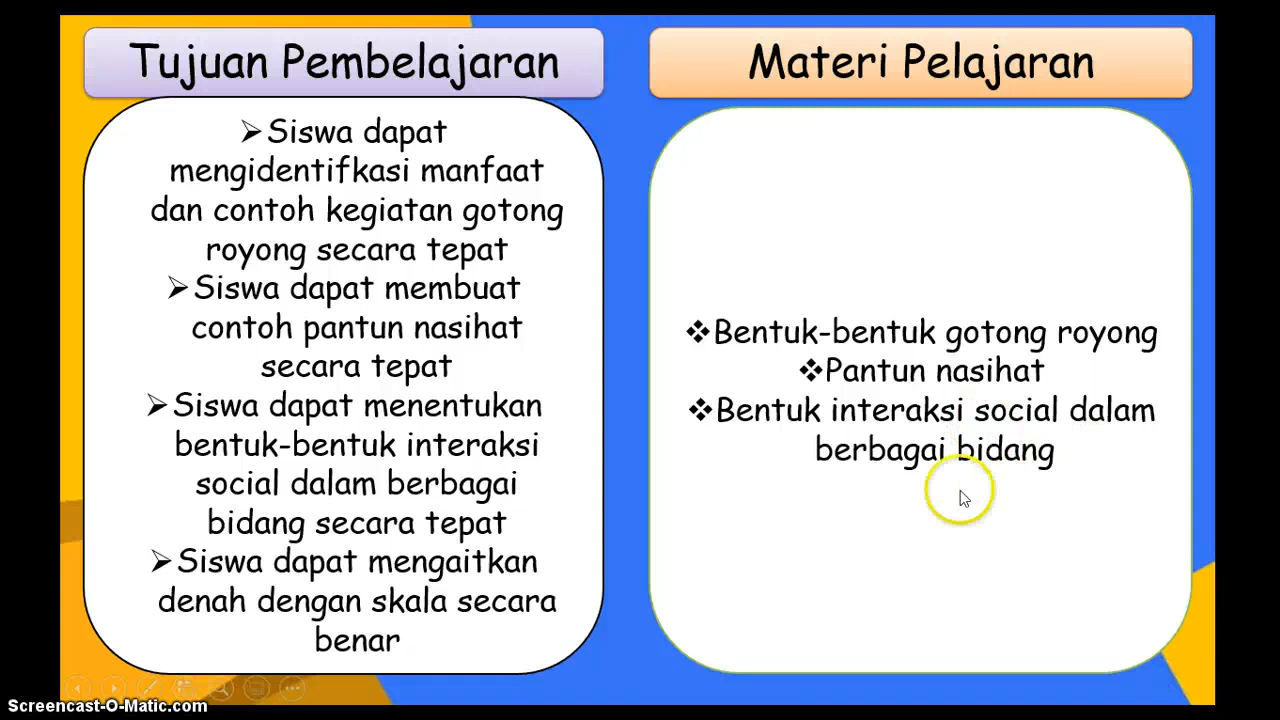 Tujuan Pembelajaran
➢Siswa dapat
mengidentifkasi manfaat
dan contoh kegiatan gotong
royong secara tepat
➢Siswa dapat membuat
contoh pantun nasihat
secara tepat
➢Siswa dapat menentukan
bentuk-bentuk interaksi
social dalam berbagai
bidang secara tepat
➢Siswa dapat mengaitkan
denah dengan skala secara
benar
Materi Pelajaran
❖Bentuk-bentuk gotong royong
❖Pantun nasihat
❖Bentuk interaksi social dalam
berbagai bidang
Screencast-O-Matic.com